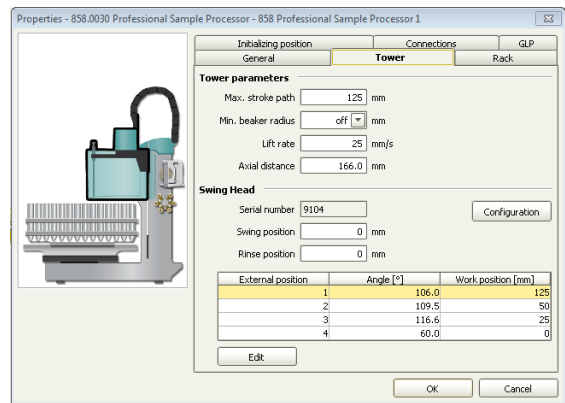 Properties - 858.0030 Professional Sample Processor - 858 Professional Sample Processor 1
Initializing position Connections GLP
General Tower Rack
Tower parameters
Max. stroke path 125 mm
Min. beaker radius off mm
Lift rate 25 mm/s
Axial distance 166.0 mm
Swing Head
Serial number 9104 Configuration
Swing position 0 mm
Rinse position 0 mm
External position Angle [°] Work position [mm]
1 106.0 125
2 109.5 50
3 116.6 25
4 60.0 0
Edit
OK Cancel